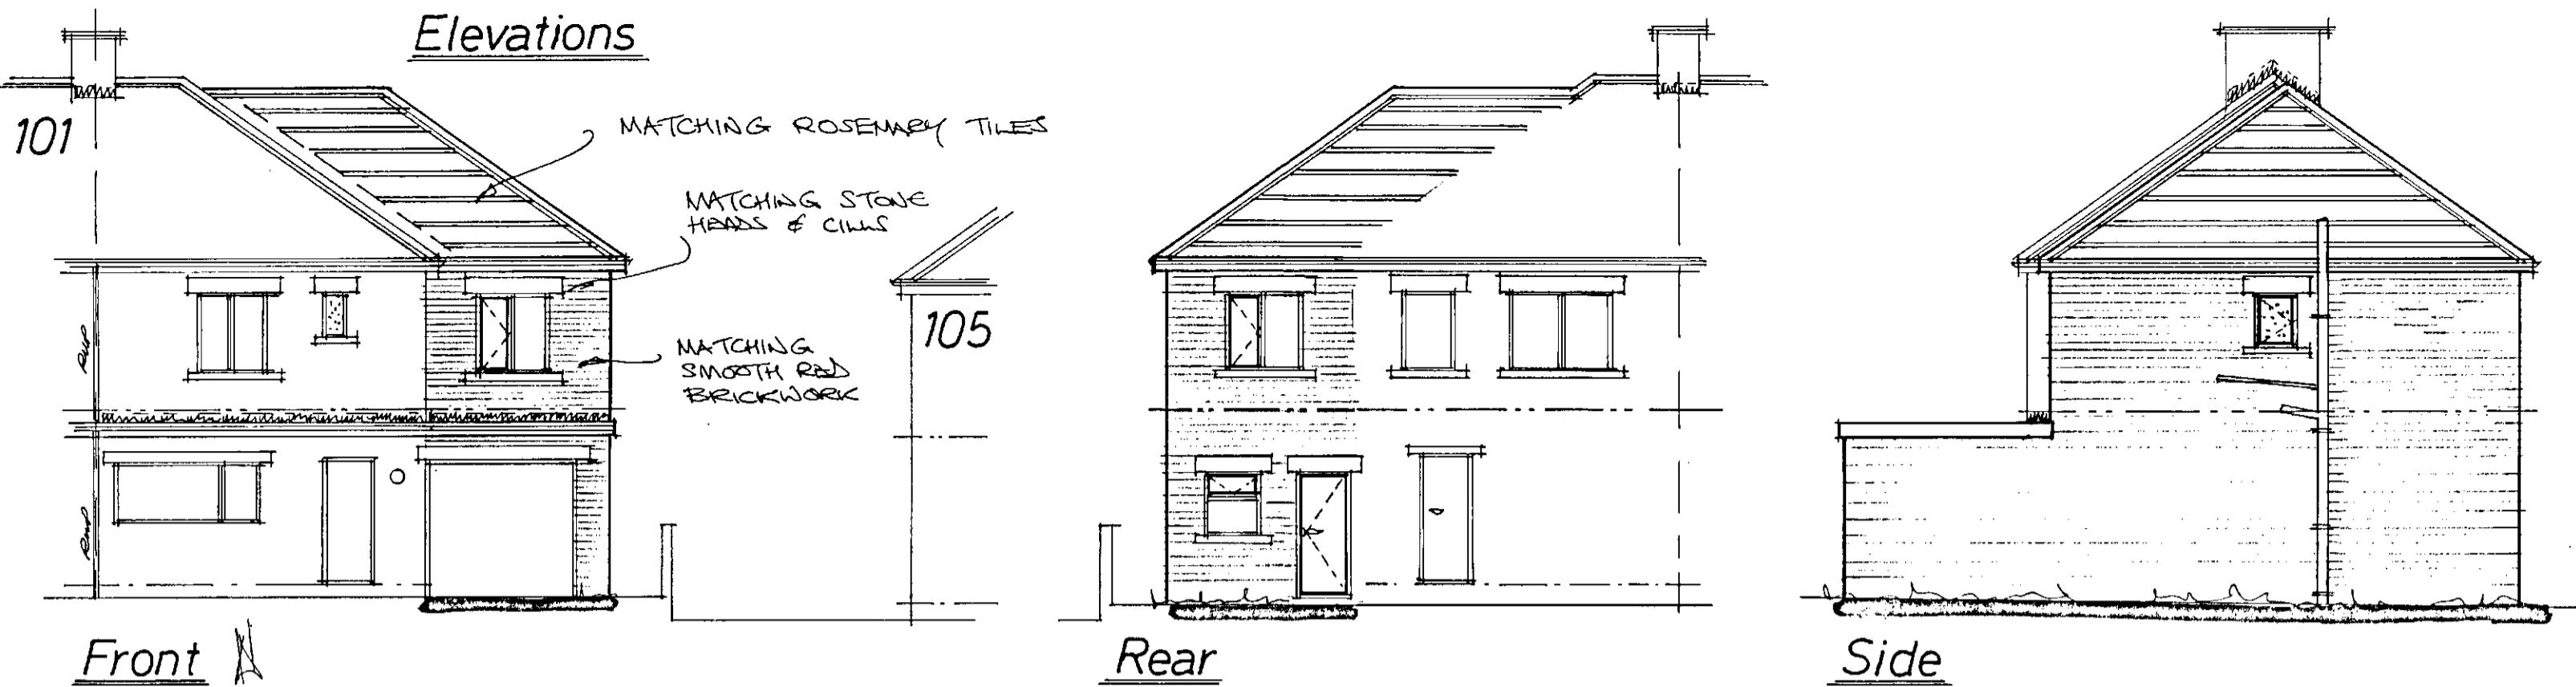 Elevations
101
MATCHING ROSEMARY TILES
MATCHING STONE
HEADS & CILLS
105
MATCHING
SMOOTH RED
BRICKWORK
RWP
RWP
Front N
Rear
Side